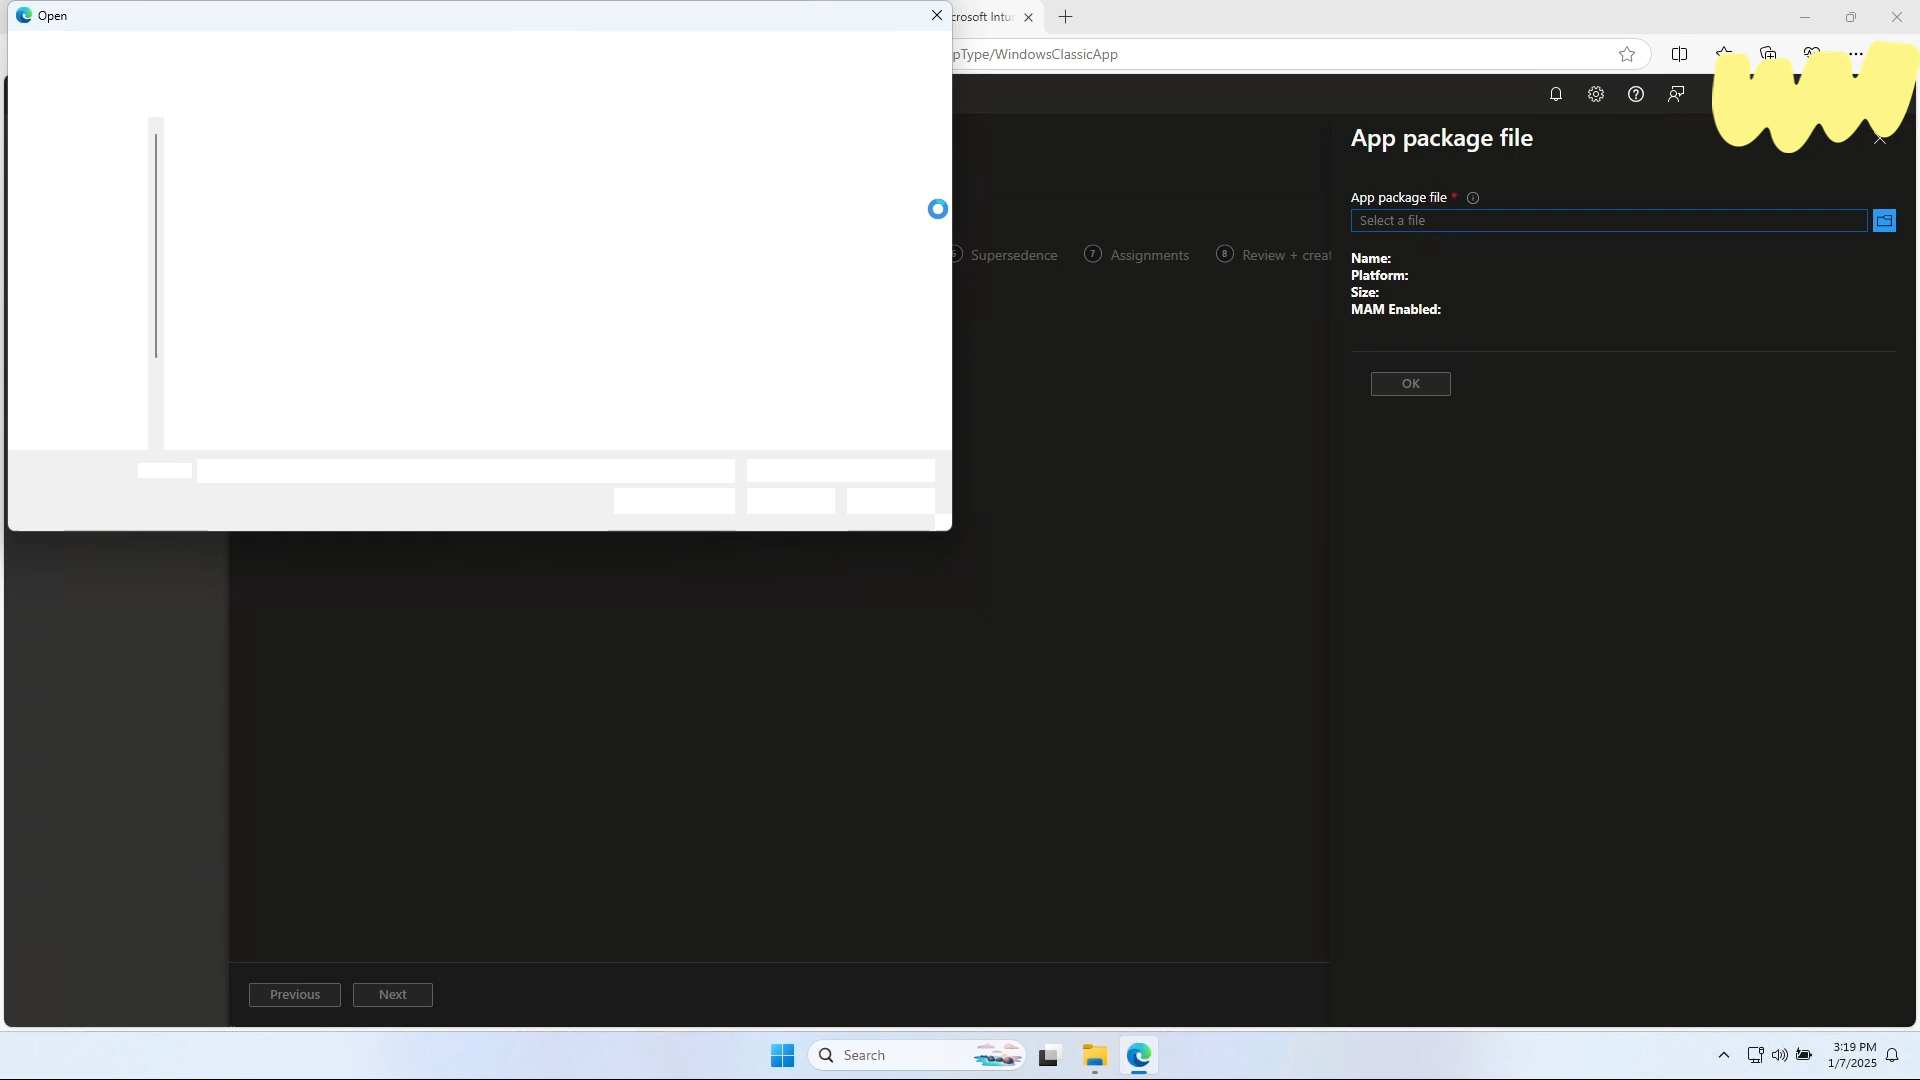 Open
crosoft Intu
pType/WindowsClassicApp
App package file
App package file * 
Select a file
Name:
Platform:
Size:
MAM Enabled:
OK
Supersedence
7 Assignments
8 Review + creat
Previous
Next
Search
3:19 PM
1/7/2025